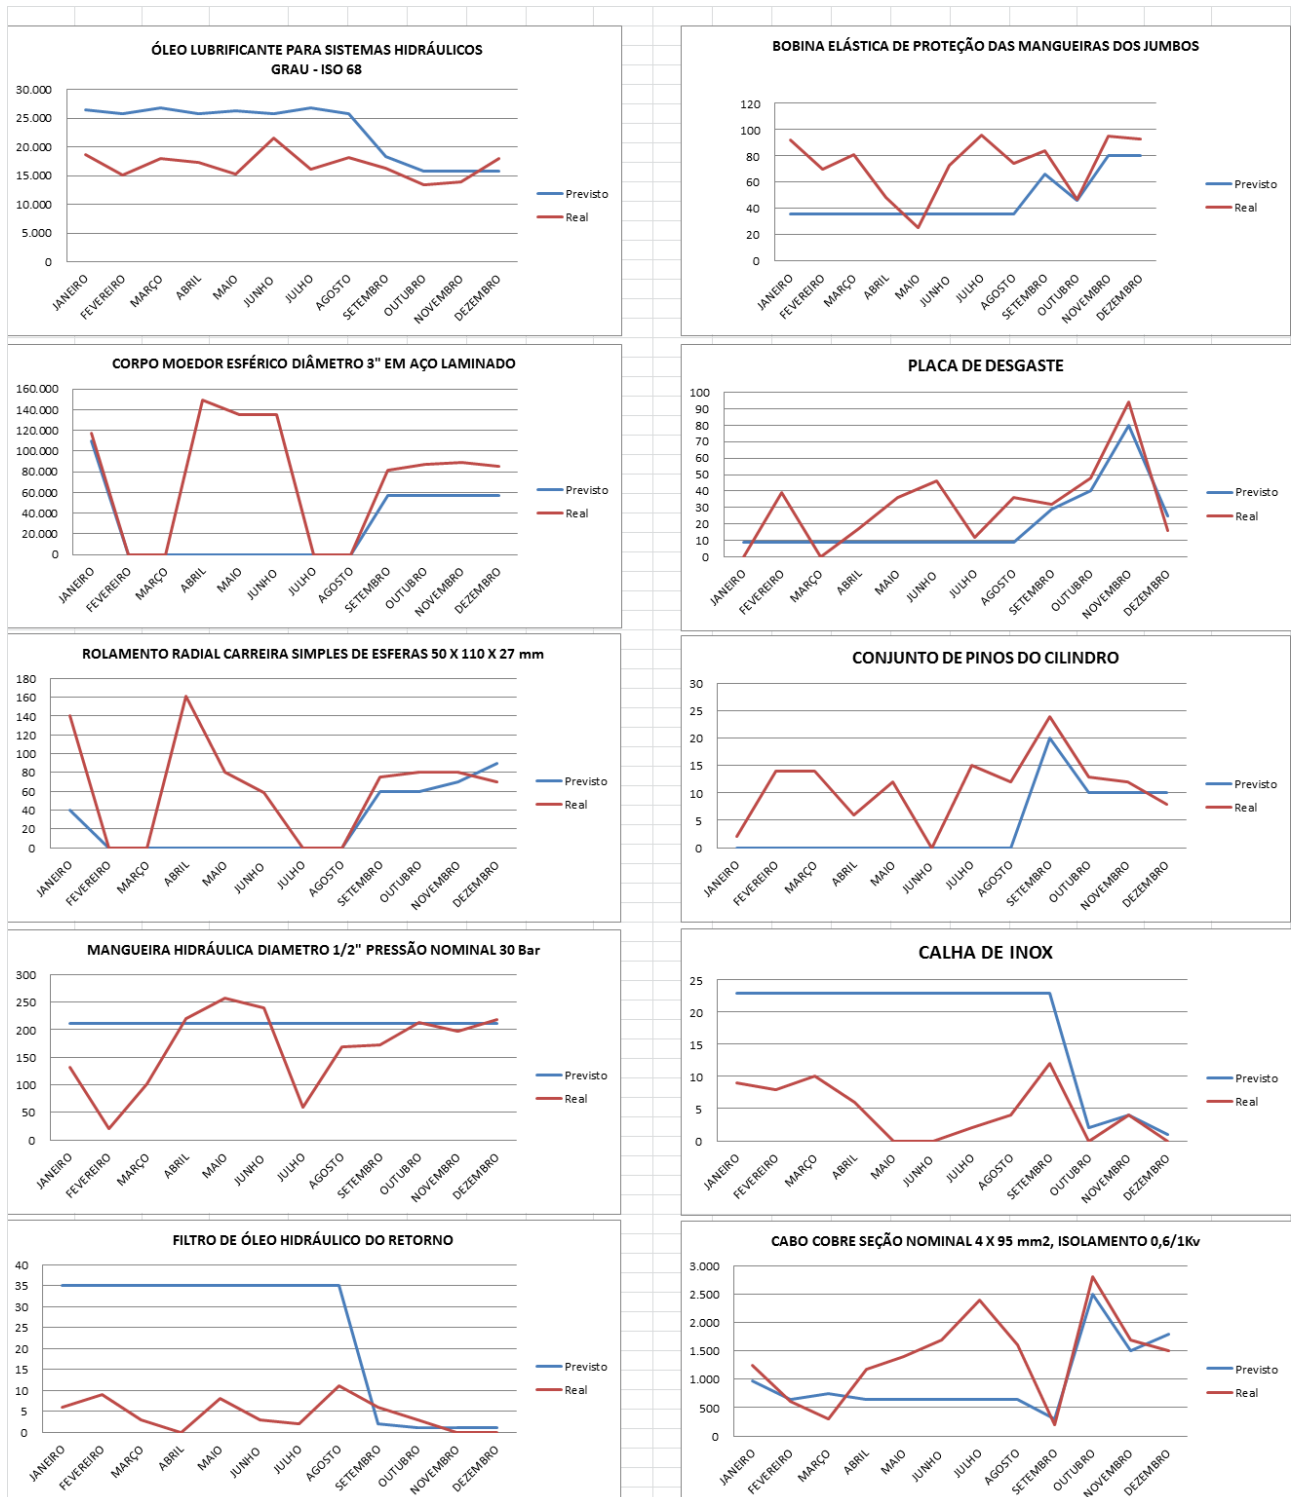 ÓLEO LUBRIFICANTE PARA SISTEMAS HIDRÁULICOS
GRAU - ISO 68
30.000
25.000
20.000
15.000
10.000
5.000
0
JANEIRO
FEVEREIRO
MARÇO
ABRIL
MAIO
JUNHO
JULHO
AGOSTO
SETEMBRO
OUTUBRO
NOVEMBRO
DEZEMBRO
Previsto
Real
BOBINA ELÁSTICA DE PROTEÇÃO DAS MANGUEIRAS DOS JUMBOS
120
100
80
60
40
20
0
JANEIRO
FEVEREIRO
MARÇO
ABRIL
MAIO
JUNHO
JULHO
AGOSTO
SETEMBRO
OUTUBRO
NOVEMBRO
DEZEMBRO
Previsto
Real
CORPO MOEDOR ESFÉRICO DIÂMETRO 3" EM AÇO LAMINADO
160.000
140.000
120.000
100.000
80.000
60.000
40.000
20.000
0
JANEIRO
FEVEREIRO
MARÇO
ABRIL
MAIO
JUNHO
JULHO
AGOSTO
SETEMBRO
OUTUBRO
NOVEMBRO
DEZEMBRO
Previsto
Real
PLACA DE DESGASTE
100
90
80
70
60
50
40
30
20
10
0
JANEIRO
FEVEREIRO
MARÇO
ABRIL
MAIO
JUNHO
JULHO
AGOSTO
SETEMBRO
OUTUBRO
NOVEMBRO
DEZEMBRO
Previsto
Real
ROLAMENTO RADIAL CARREIRA SIMPLES DE ESFERAS 50 X 110 X 27 mm
180
160
140
120
100
80
60
40
20
0
JANEIRO
FEVEREIRO
MARÇO
ABRIL
MAIO
JUNHO
JULHO
AGOSTO
SETEMBRO
OUTUBRO
NOVEMBRO
DEZEMBRO
Previsto
Real
CONJUNTO DE PINOS DO CILINDRO
30
25
20
15
10
5
0
JANEIRO
FEVEREIRO
MARÇO
ABRIL
MAIO
JUNHO
JULHO
AGOSTO
SETEMBRO
OUTUBRO
NOVEMBRO
DEZEMBRO
Previsto
Real
MANGUEIRA HIDRÁULICA DIAMETRO 1/2" PRESSÃO NOMINAL 30 Bar
300
250
200
150
100
50
0
JANEIRO
FEVEREIRO
MARÇO
ABRIL
MAIO
JUNHO
JULHO
AGOSTO
SETEMBRO
OUTUBRO
NOVEMBRO
DEZEMBRO
Previsto
Real
CALHA DE INOX
25
20
15
10
5
0
JANEIRO
FEVEREIRO
MARÇO
ABRIL
MAIO
JUNHO
JULHO
AGOSTO
SETEMBRO
OUTUBRO
NOVEMBRO
DEZEMBRO
Previsto
Real
FILTRO DE ÓLEO HIDRÁULICO DO RETORNO
40
35
30
25
20
15
10
5
0
JANEIRO
FEVEREIRO
MARÇO
ABRIL
MAIO
JUNHO
JULHO
AGOSTO
SETEMBRO
OUTUBRO
NOVEMBRO
DEZEMBRO
Previsto
Real
CABO COBRE SEÇÃO NOMINAL 4 X 95 mm2, ISOLAMENTO 0,6/1Kv
3.000
2.500
2.000
1.500
1.000
500
0
JANEIRO
FEVEREIRO
MARÇO
ABRIL
MAIO
JUNHO
JULHO
AGOSTO
SETEMBRO
OUTUBRO
NOVEMBRO
DEZEMBRO
Previsto
Real